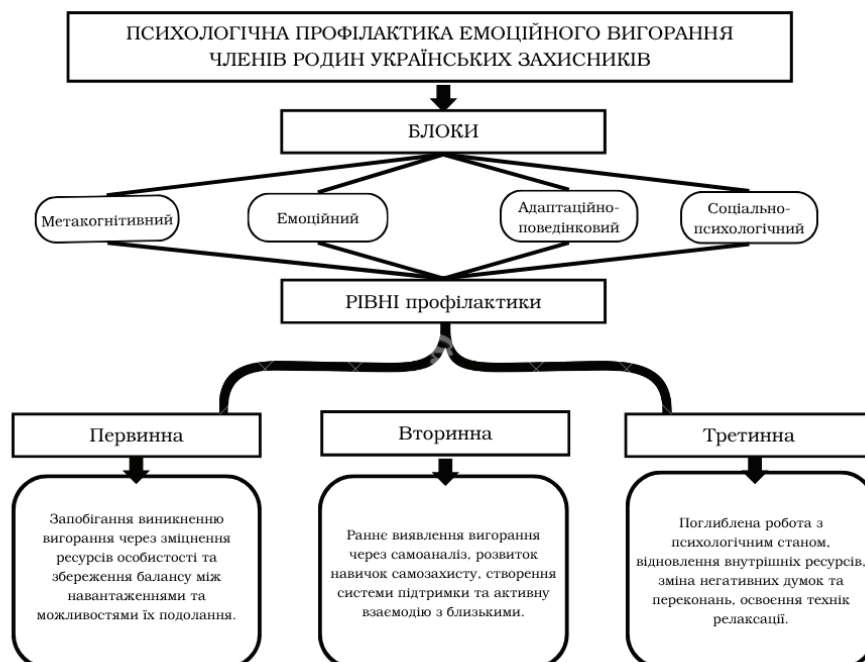 ПСИХОЛОГІЧНА ПРОФІЛАКТИКА ЕМОЦІЙНОГО ВИГОРАННЯ
ЧЛЕНІВ РОДИН УКРАЇНСЬКИХ ЗАХИСНИКІВ
БЛОКИ
Метакогнітивний
Емоційний
Адаптаційно-
поведінковий
Соціально-
психологічний
РІВНІ профілактики
Первинна
Вторинна
Третинна
Запобігання виникненню
вигорання через зміцнення
ресурсів особистості та
збереження балансу між
навантаженнями та
можливостями їх подолання.
Раннє виявлення вигорання
через самоаналіз, розвиток
навичок самозахисту, створення
системи підтримки та активну
взаємодію з близькими.
Поглиблена робота з
психологічним станом,
відновлення внутрішніх ресурсів,
зміна негативних думок та
переконань, освоєння технік
релаксації.